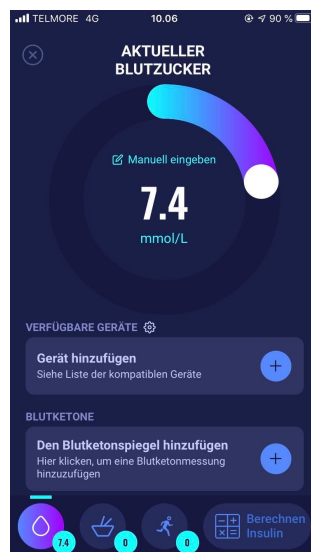 TELMORE 4G 10.06 90 %
AKTUELLER
BLUTZUCKER
Manuell eingeben
7.4
mmol/L
VERFÜGBARE GERÄTE
Gerät hinzufügen
Siehe Liste der kompatiblen Geräte
BLUTKETONE
Den Blutketonspiegel hinzufügen
Hier klicken, um eine Blutketonmessung
hinzuzufügen
7.4
0
0
Berechnen
Insulin